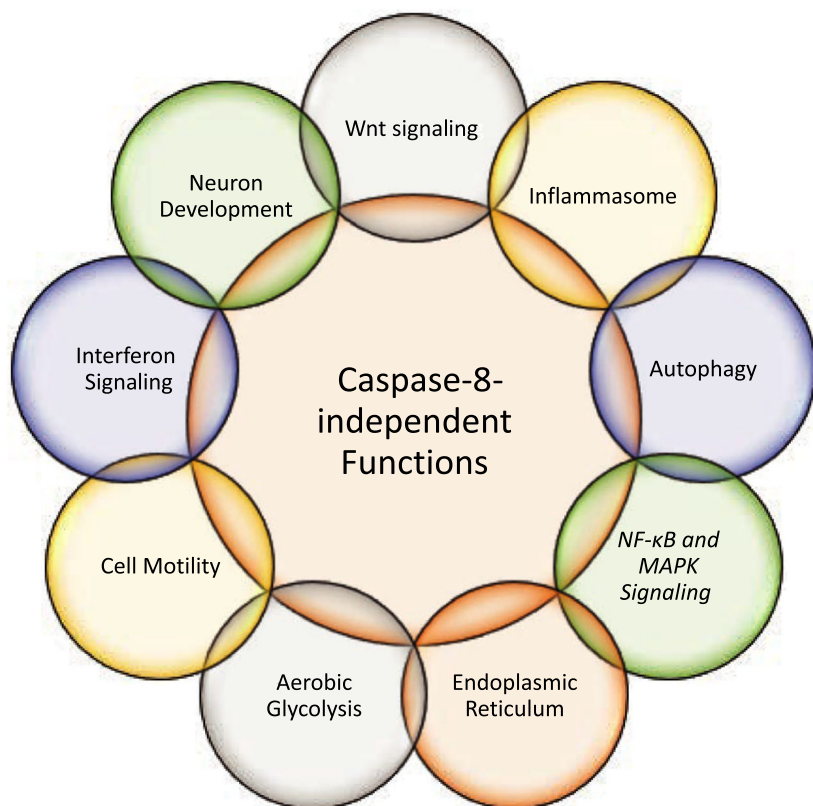 Wnt signaling
Inflammasome
Autophagy
NF-κB and
MAPK
Signaling
Endoplasmic
Reticulum
Aerobic
Glycolysis
Cell Motility
Interferon
Signaling
Neuron
Development
Caspase-8-
independent
Functions